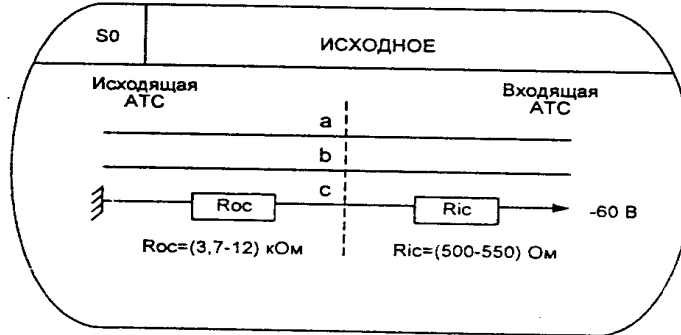 S0
ИСХОДНОЕ
Исходящая
АТС
Входящая
АТС
a
b
c
Roc
Ric
-60 В
Roc=(3,7-12) кОм
Ric=(500-550) Ом